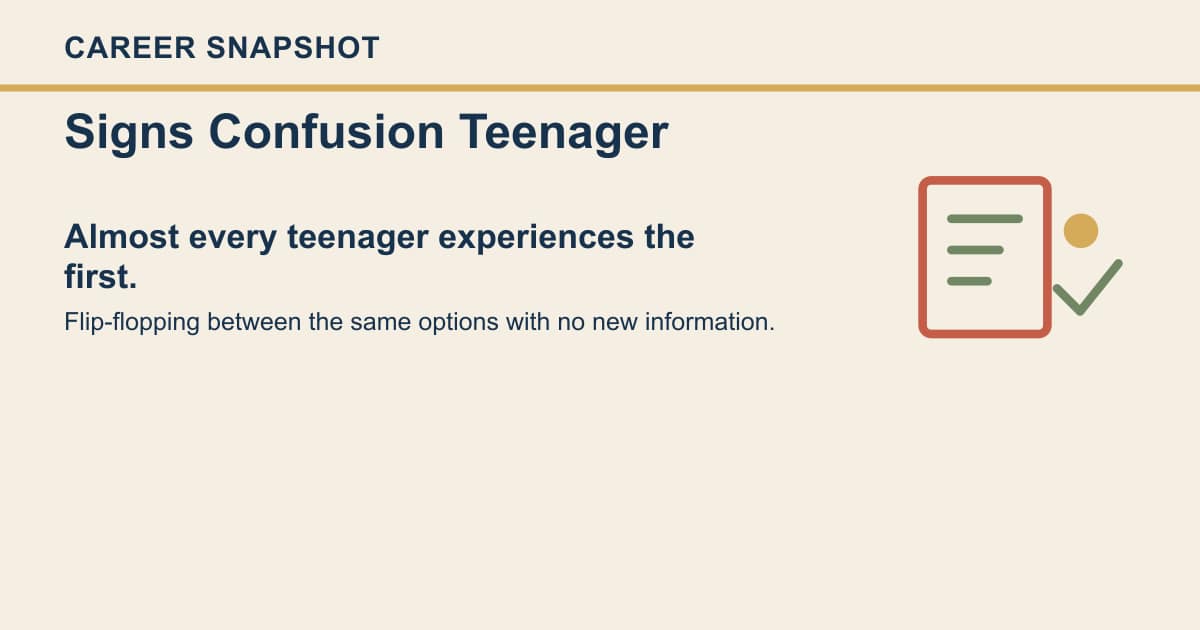 CAREER SNAPSHOT
Signs Confusion Teenager
Almost every teenager experiences the
first.
Flip-flopping between the same options with no new information.